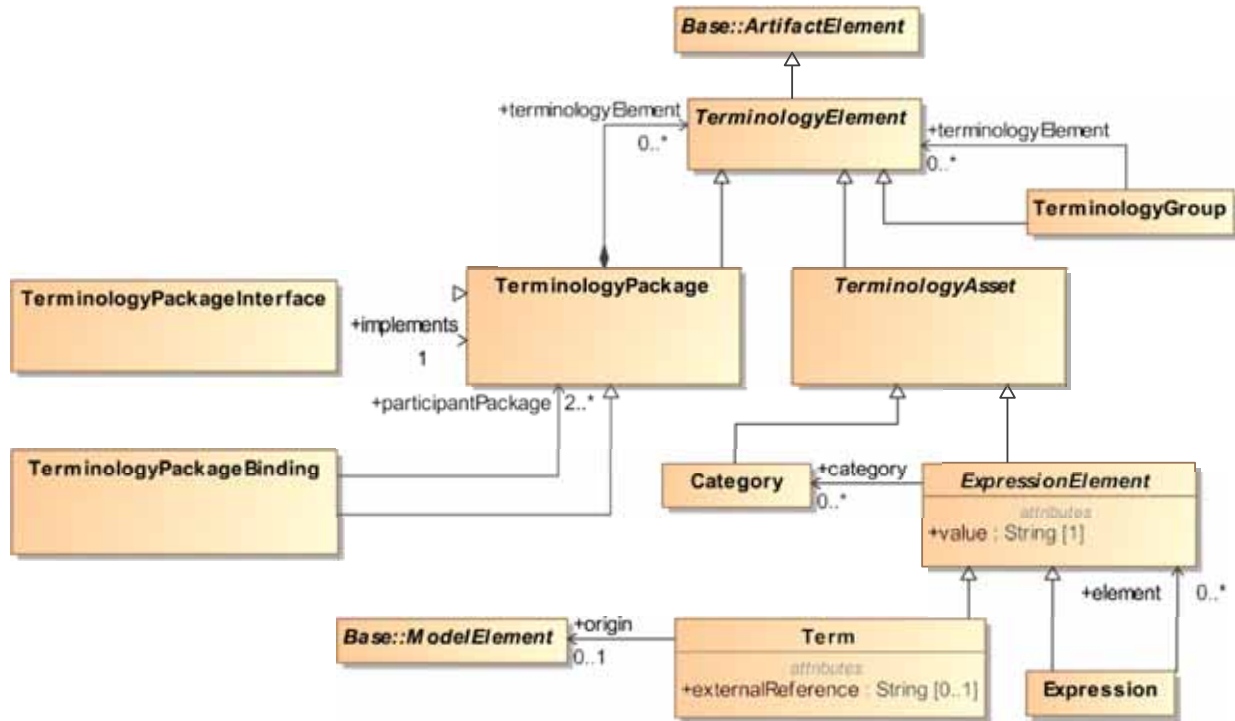 Base::ArtifactElement
+terminologyElement
TerminologyElement
0..*
+terminologyElement
0..*
TerminologyGroup
TerminologyPackageInterface
TerminologyPackage
TerminologyAsset
+implements
1
+participantPackage
2..*
TerminologyPackageBinding
Category
+category
0..*
ExpressionElement
attributes
+value : String [1]
+element
0..*
Base::ModelElement
+origin
0..1
Term
attributes
+externalReference : String [0..1]
Expression